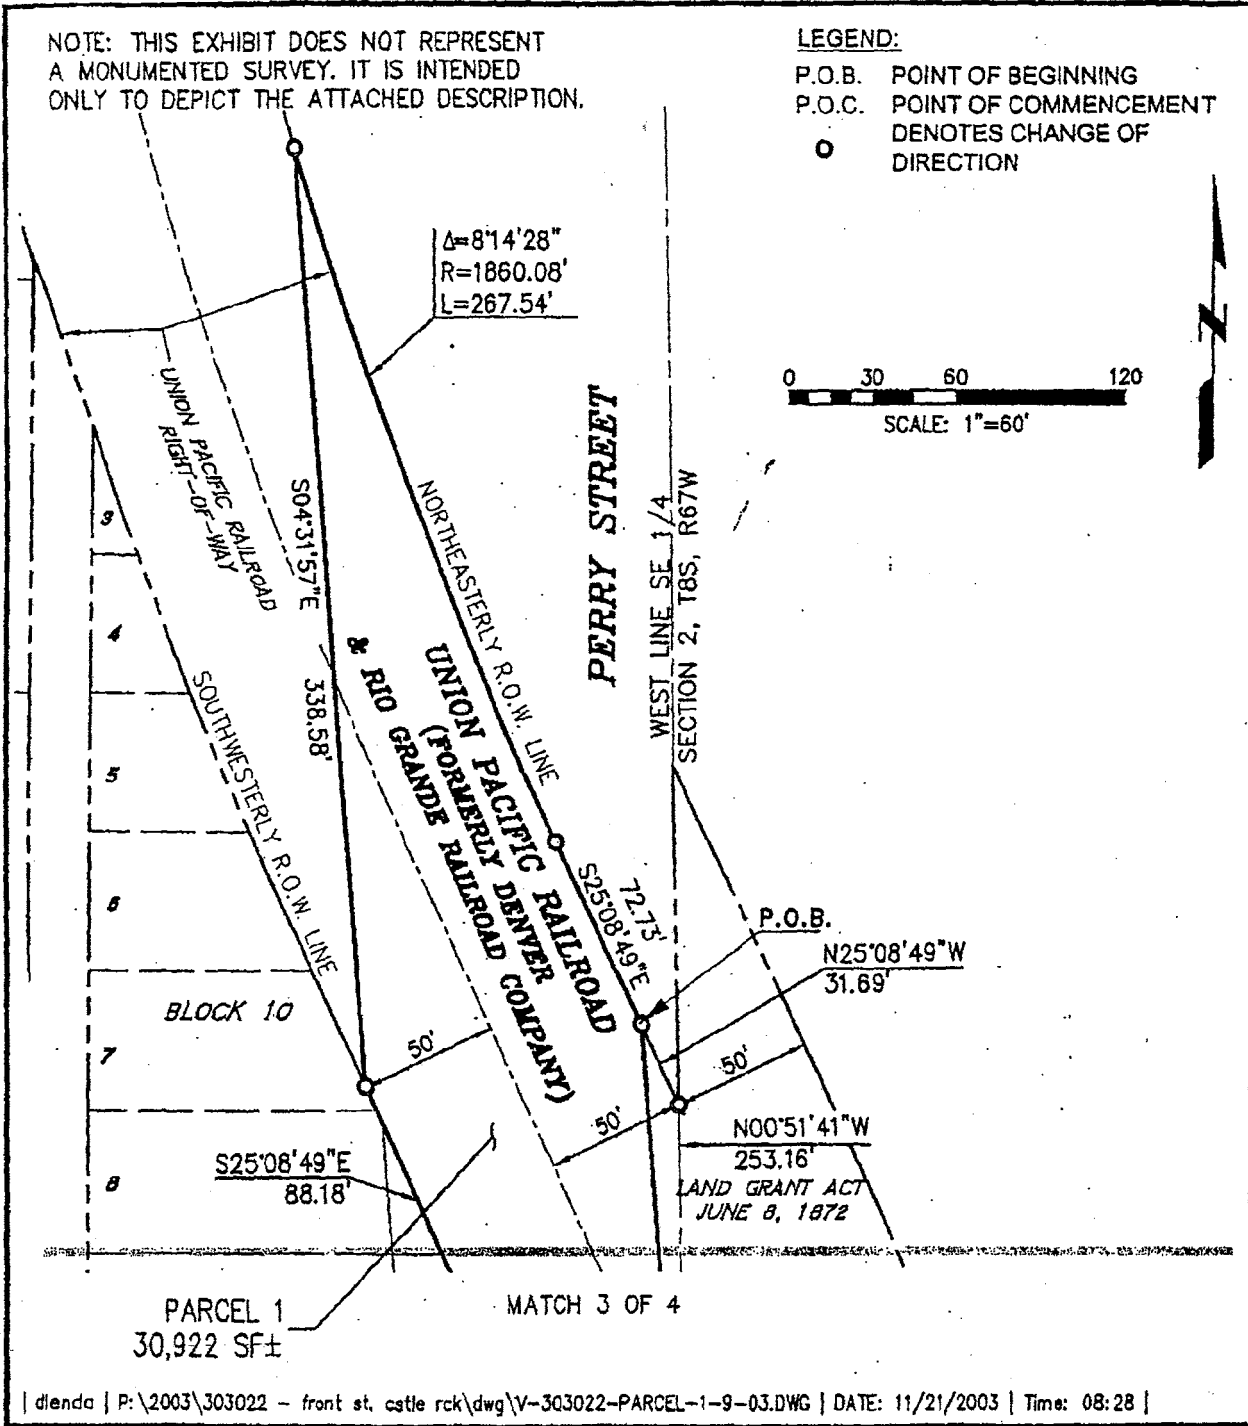 NOTE: THIS EXHIBIT DOES NOT REPRESENT
A MONUMENTED SURVEY. IT IS INTENDED
ONLY TO DEPICT THE ATTACHED DESCRIPTION.
LEGEND:
P.O.B. POINT OF BEGINNING
P.O.C. POINT OF COMMENCEMENT
DENOTES CHANGE OF
DIRECTION
Δ=8°14'28"
R=1860.08'
L=267.54'
N
0 30 60 120
SCALE: 1"=60'
UNION PACIFIC RAILROAD
RIGHT-OF-WAY
S04°31'57"E
338.58'
NORTHEASTERLY R.O.W. LINE
PERRY STREET
WEST LINE SE 1/4
SECTION 2, T8S, R67W
3
4
5
6
7
8
SOUTHWESTERLY R.O.W. LINE
UNION PACIFIC RAILROAD
(FORMERLY DENVER
& RIO GRANDE RAILROAD COMPANY)
72.73'
S25°08'49"E
P.O.B.
N25°08'49"W
31.69'
BLOCK 10
50'
50'
50'
N00°51'41"W
253.16'
LAND GRANT ACT
JUNE 8, 1872
S25°08'49"E
88.18'
PARCEL 1
30,922 SF±
MATCH 3 OF 4
| dlenda | P:\2003\303022 - front st. cstle rck\dwg\V-303022-PARCEL-1-9-03.DWG | DATE: 11/21/2003 | Time: 08:28 |